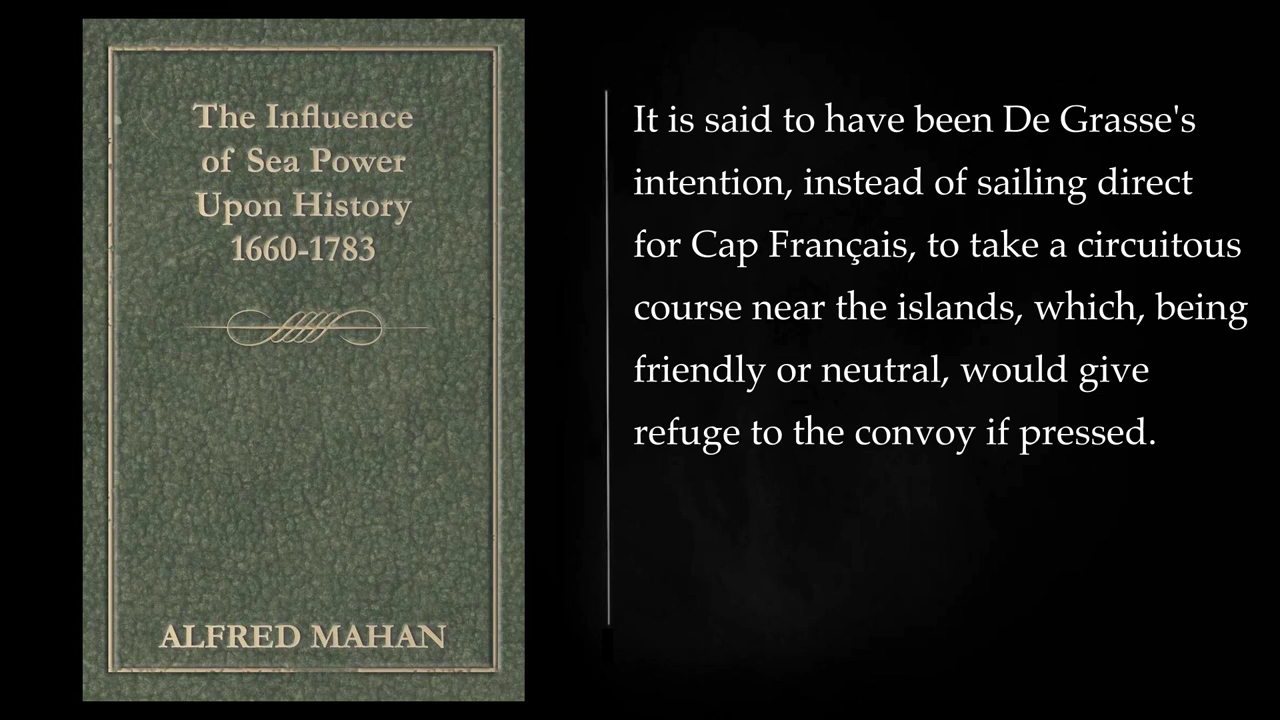 The Influence
of Sea Power
Upon History
1660-1783
ALFRED MAHAN
It is said to have been De Grasse's
intention, instead of sailing direct
for Cap Français, to take a circuitous
course near the islands, which, being
friendly or neutral, would give
refuge to the convoy if pressed.